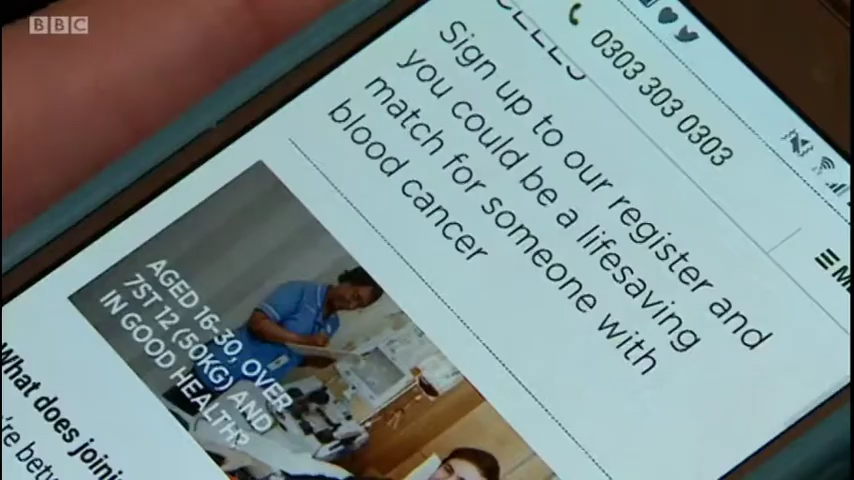 BBC
0303 303 0303
Sign up to our register and
you could be a lifesaving
match for someone with
blood cancer
AGED 16-30, OVER
7ST 12 (50KG) AND
IN GOOD HEALTH?
What does joining